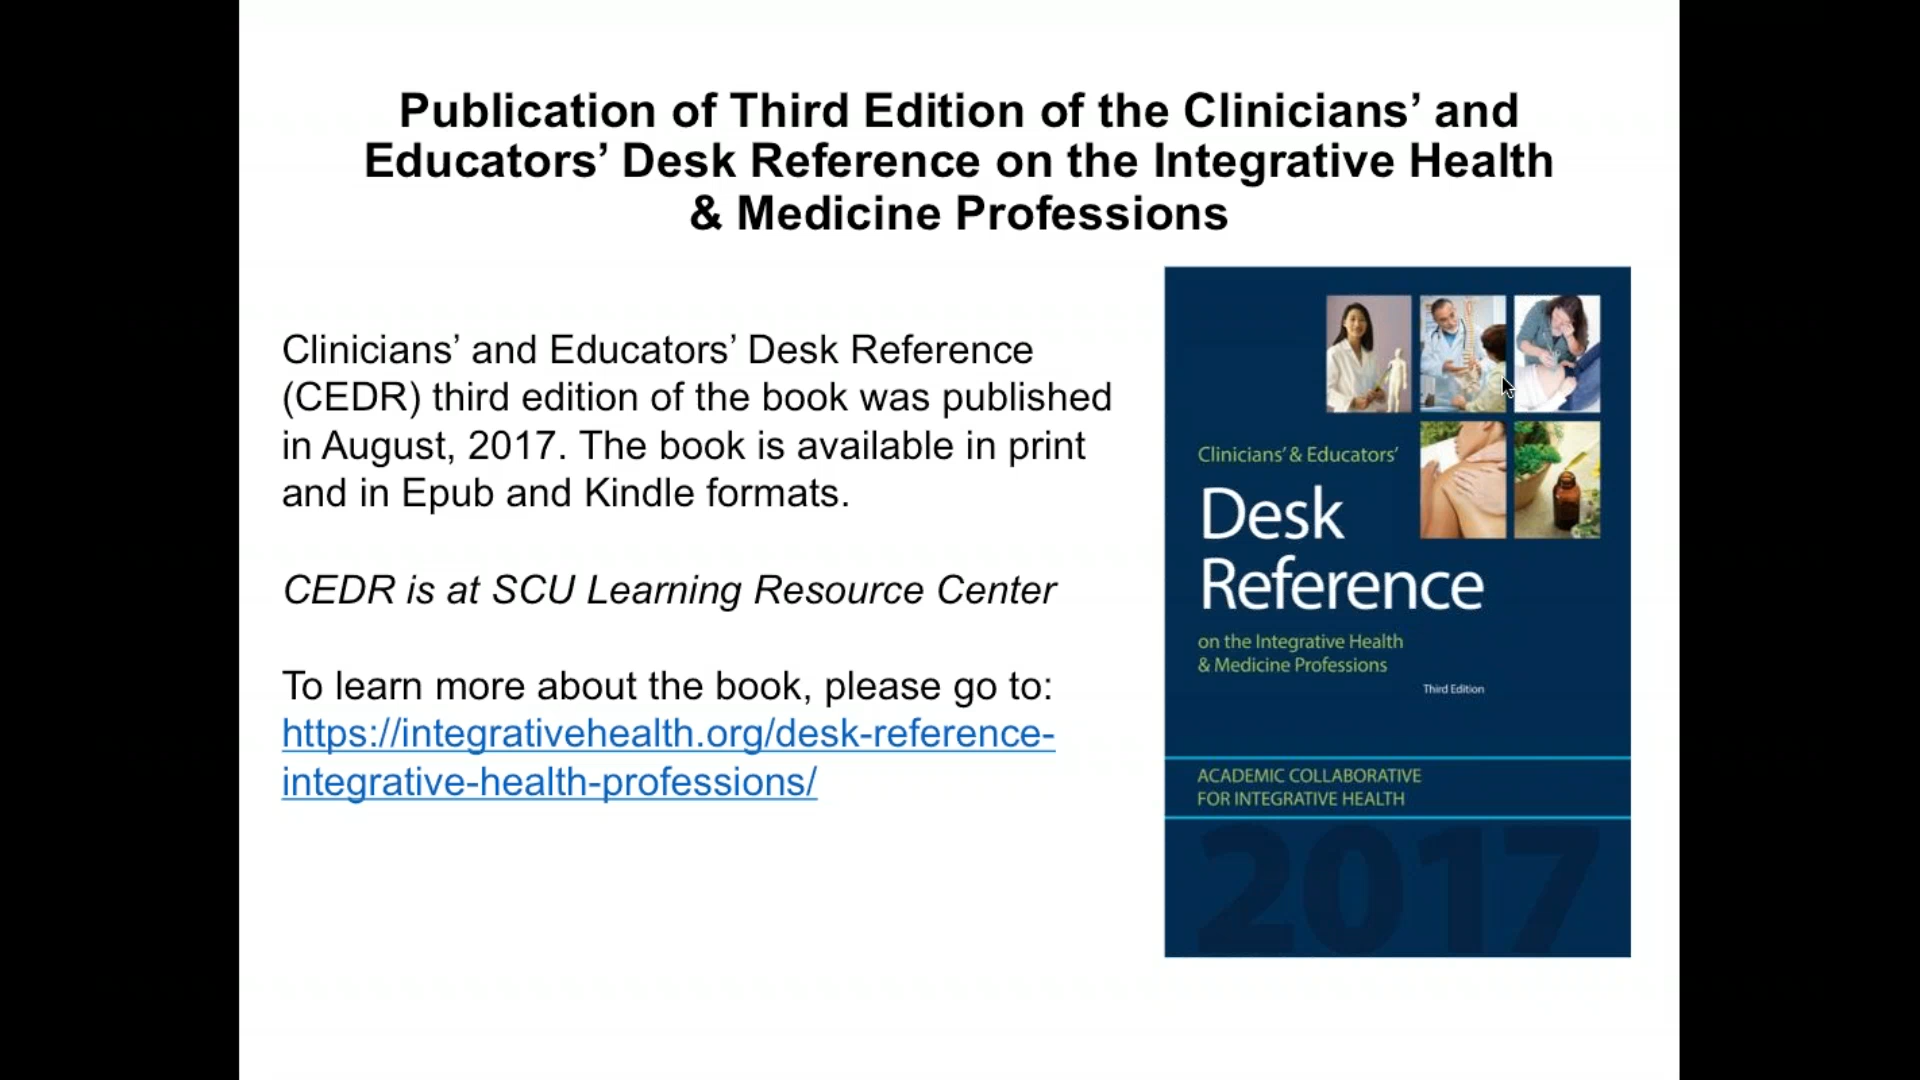 Publication of Third Edition of the Clinicians’ and
Educators’ Desk Reference on the Integrative Health
& Medicine Professions
Clinicians’ and Educators’ Desk Reference
(CEDR) third edition of the book was published
in August, 2017. The book is available in print
and in Epub and Kindle formats.
CEDR is at SCU Learning Resource Center
To learn more about the book, please go to:
https://integrativehealth.org/desk-reference-
integrative-health-professions/
Clinicians’ & Educators’
Desk
Reference
on the Integrative Health
& Medicine Professions
Third Edition
ACADEMIC COLLABORATIVE
FOR INTEGRATIVE HEALTH
2017